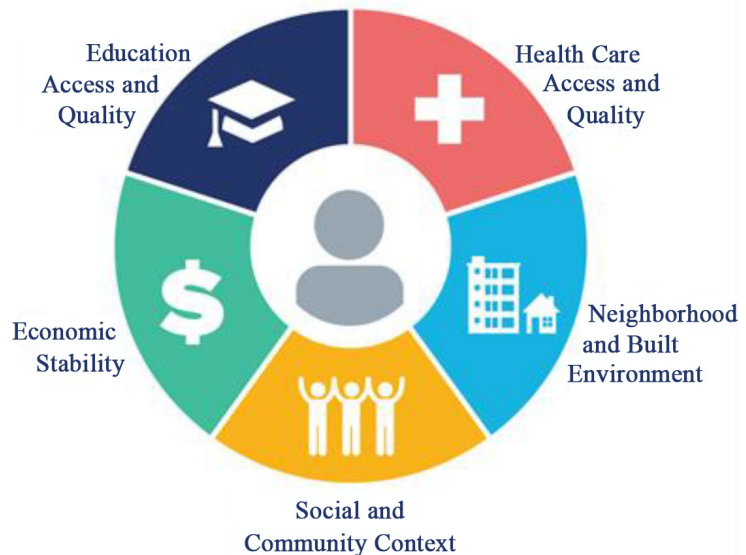 Education
Access and
Quality
Health Care
Access and
Quality
Economic
Stability
Neighborhood
and Built
Environment
Social and
Community Context